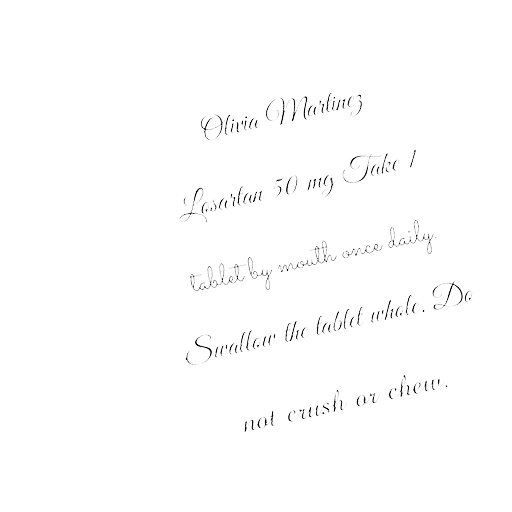 Olivia Martinez
Losartan 50 mg Take 1
tablet by mouth once daily.
Swallow the tablet whole. Do
not crush or chew.